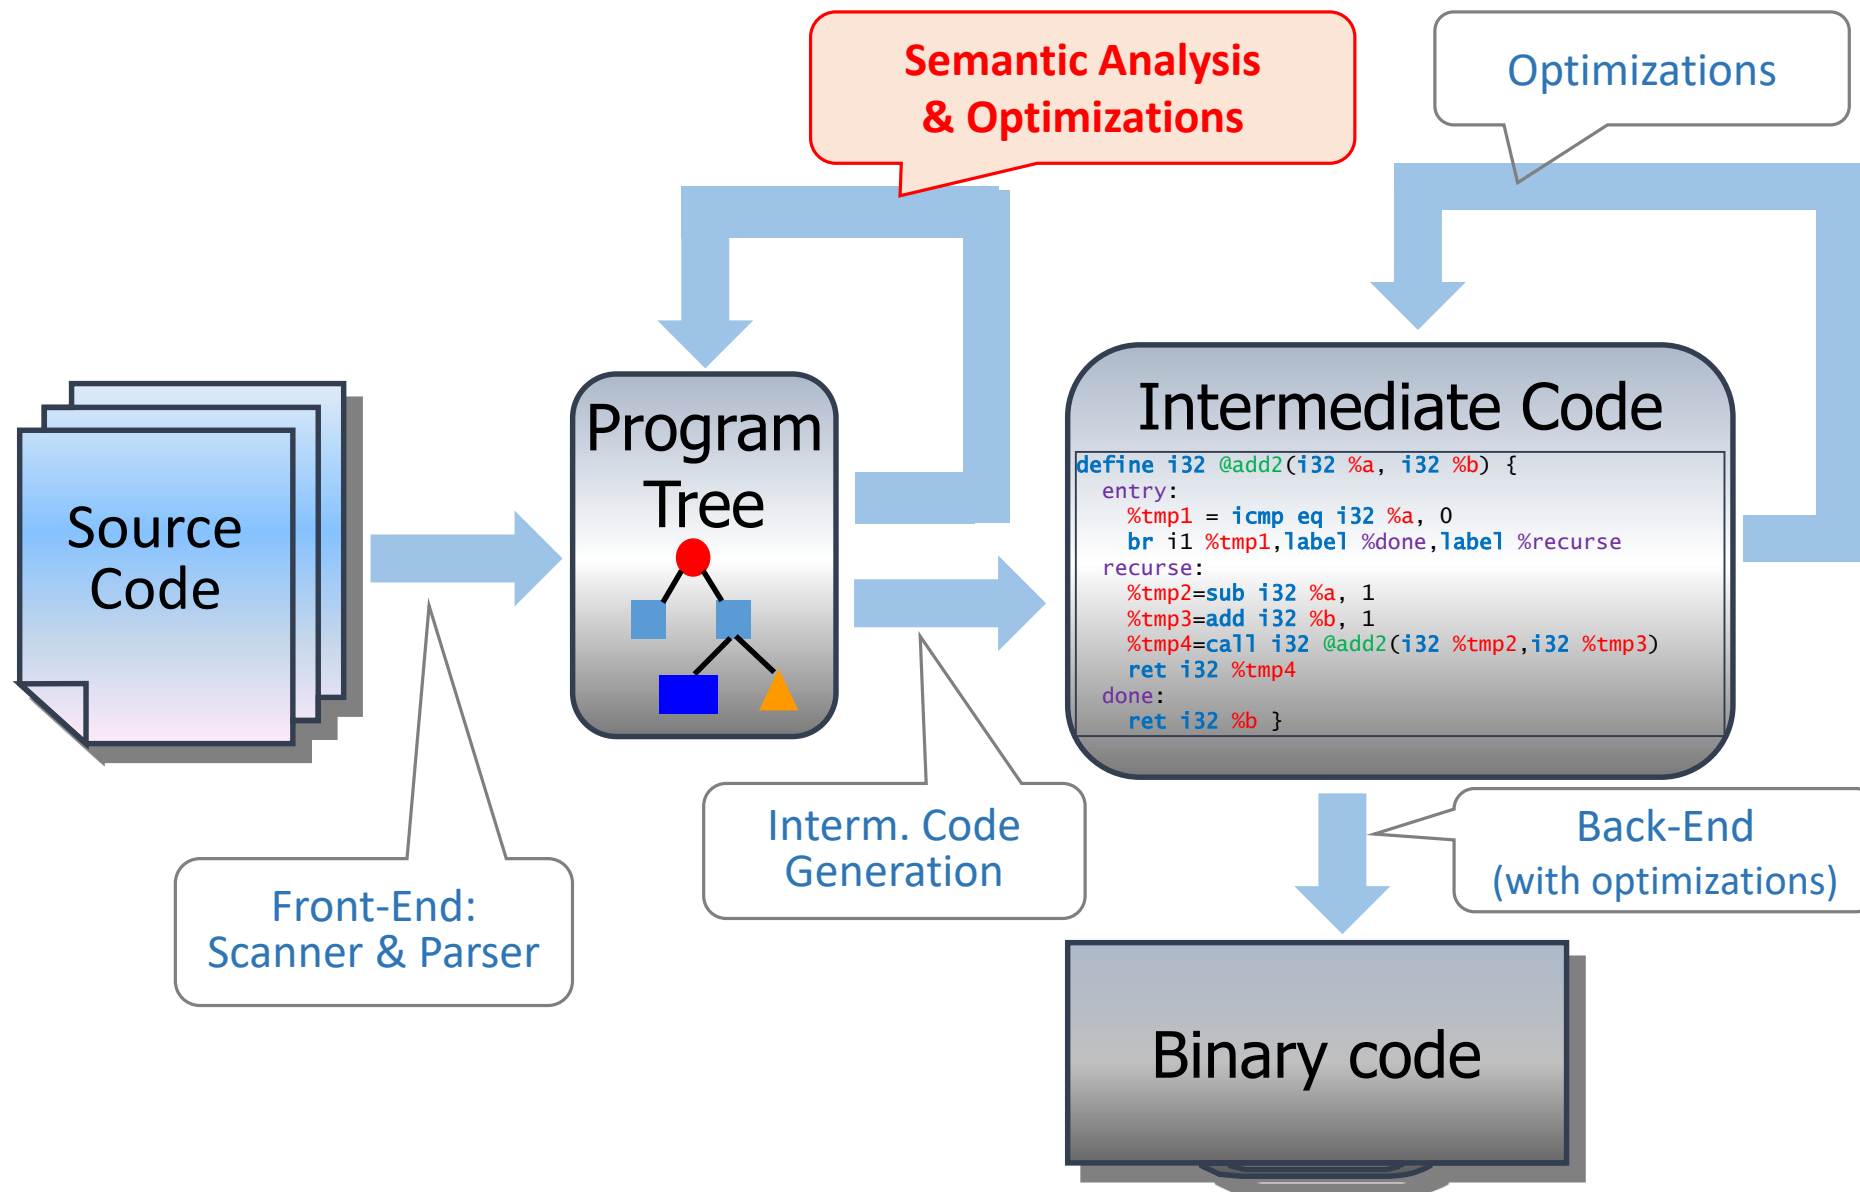 Semantic Analysis
& Optimizations
Optimizations
Source
Code
Program
Tree
Intermediate Code
define i32 @add2(i32 %a, i32 %b) {
entry:
%tmp1 = icmp eq i32 %a, 0
br i1 %tmp1,label %done,label %recurse
recurse:
%tmp2=sub i32 %a, 1
%tmp3=add i32 %b, 1
%tmp4=call i32 @add2(i32 %tmp2,i32 %tmp3)
ret i32 %tmp4
done:
ret i32 %b }
Front-End:
Scanner & Parser
Interm. Code
Generation
Back-End
(with optimizations)
Binary code